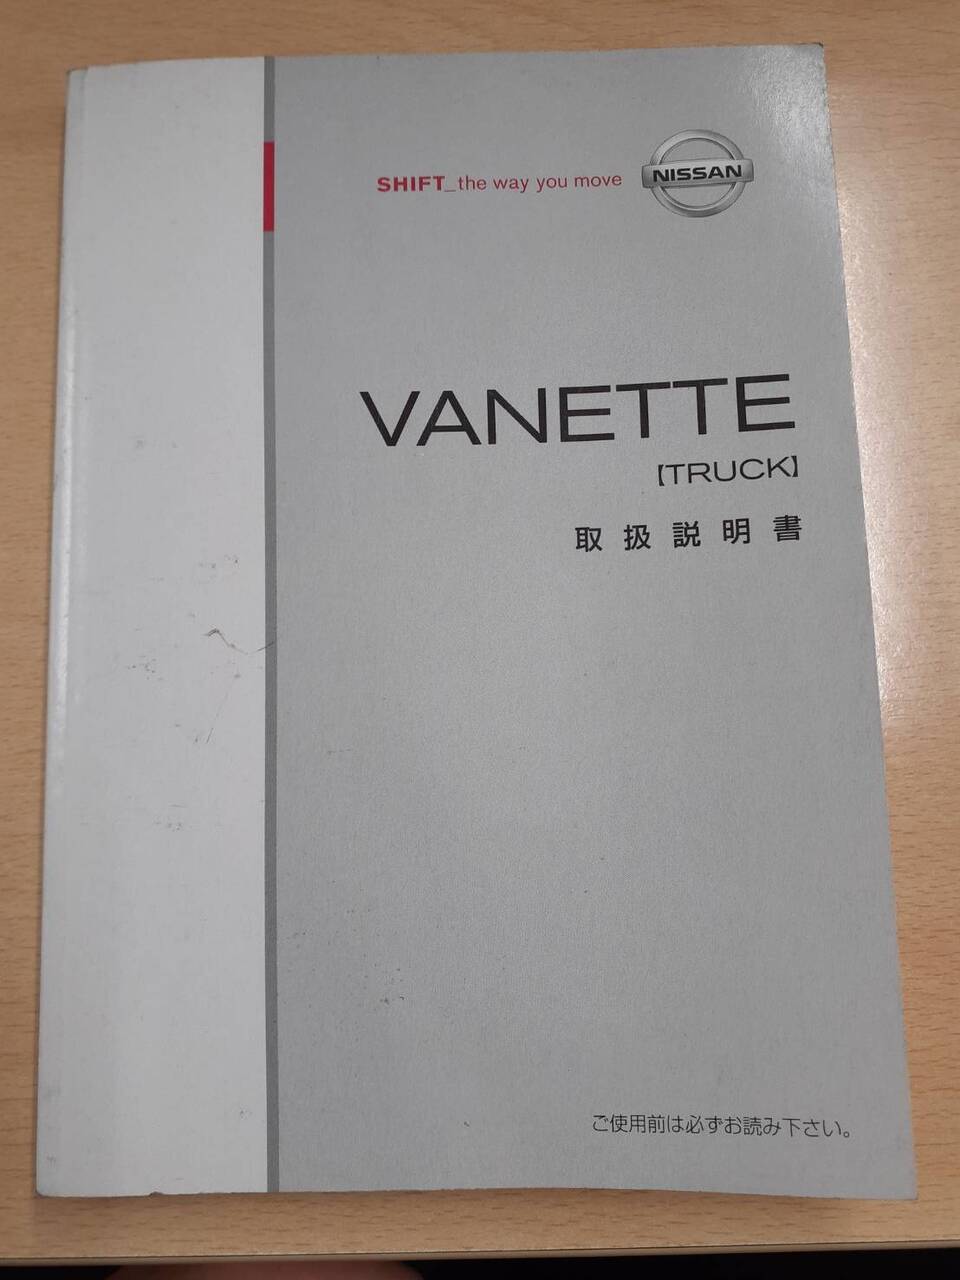 SHIFT_the way you move
NISSAN
VANETTE
【TRUCK】
取扱説明書
ご使用前は必ずお読み下さい。